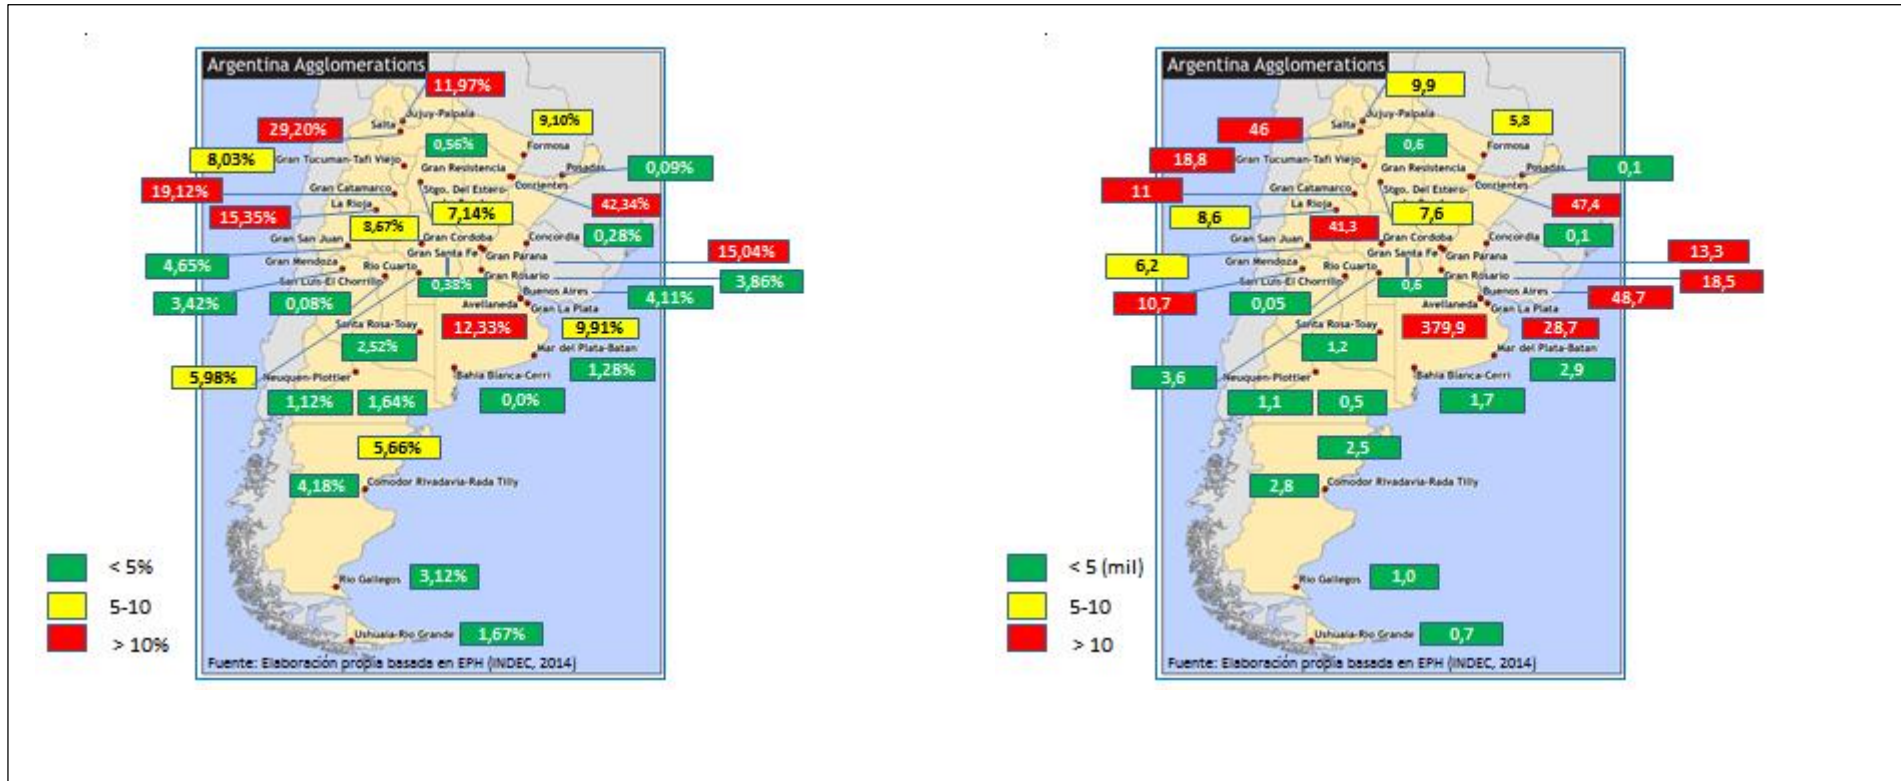 Argentina Agglomerations
11,97%
Jujuy-Palpala
Salta
29,20%
9,10%
0,56%
Formosa
8,03%
Gran Tucuman-Tafi Viejo
Gran Resistencia
Posadas
0,09%
19,12%
Gran Catamarco
Stgo. Del Estero-
Corrientes
La Rioja
42,34%
15,35%
7,14%
8,67%
Gran San Juan
Gran Cordoba
Concordia
0,28%
Gran Santa Fe
Gran Parana
15,04%
4,65%
Gran Mendoza
Rio Cuarto
Gran Rosario
3,86%
San Luis-El Chorrillo
0,38%
Buenos Aires
4,11%
3,42%
0,08%
Avellaneda
Gran La Plata
Santa Rosa-Toay
12,33%
9,91%
2,52%
Mar del Plata-Batan
5,98%
Neuquen-Plottier
Bahia Blanca-Cerri
1,28%
1,12%
1,64%
0,0%
5,66%
4,18%
Comodor Rivadavia-Rada Tilly
< 5%
Rio Gallegos
3,12%
5-10
> 10%
Ushuaia-Rio Grande
1,67%
Fuente: Elaboración propia basada en EPH (INDEC, 2014)
Argentina Agglomerations
9,9
Jujuy-Palpala
Salta
46
5,8
0,6
Formosa
18,8
Gran Tucuman-Tafi Viejo
Gran Resistencia
Posadas
0,1
11
Gran Catamarco
Stgo. Del Estero-
Corrientes
La Rioja
47,4
8,6
7,6
41,3
Gran San Juan
Gran Cordoba
Concordia
0,1
Gran Santa Fe
Gran Parana
13,3
6,2
Gran Mendoza
Rio Cuarto
Gran Rosario
18,5
San Luis-El Chorrillo
0,6
Buenos Aires
48,7
10,7
0,05
Avellaneda
Gran La Plata
Santa Rosa-Toay
379,9
28,7
1,2
Mar del Plata-Batan
3,6
Neuquen-Plottier
Bahia Blanca-Cerri
2,9
1,1
0,5
1,7
2,5
2,8
Comodor Rivadavia-Rada Tilly
< 5 (mil)
Rio Gallegos
1,0
5-10
> 10
Ushuaia-Rio Grande
0,7
Fuente: Elaboración propia basada en EPH (INDEC, 2014)